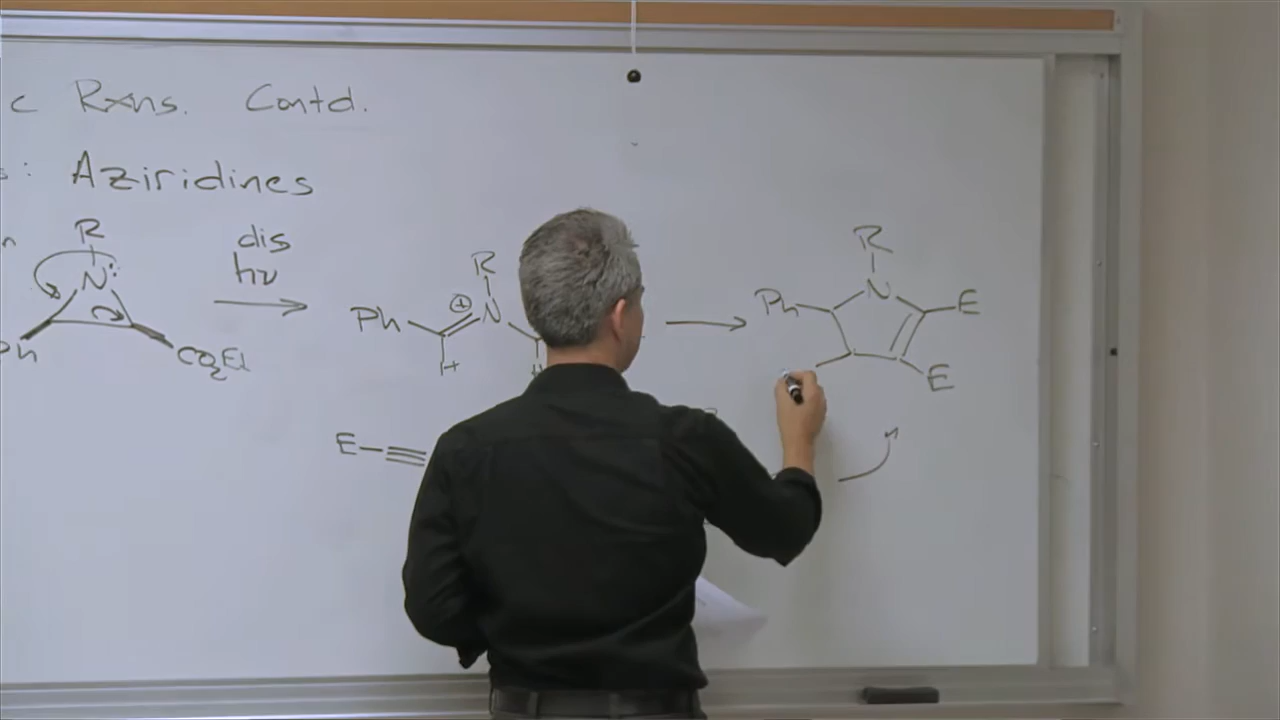 c Rxns. Contd.
s: Aziridines
n R dis
N: hν
Ph CO₂Et
R
Ph ⊕ N
H H
E
R
Ph N E
E